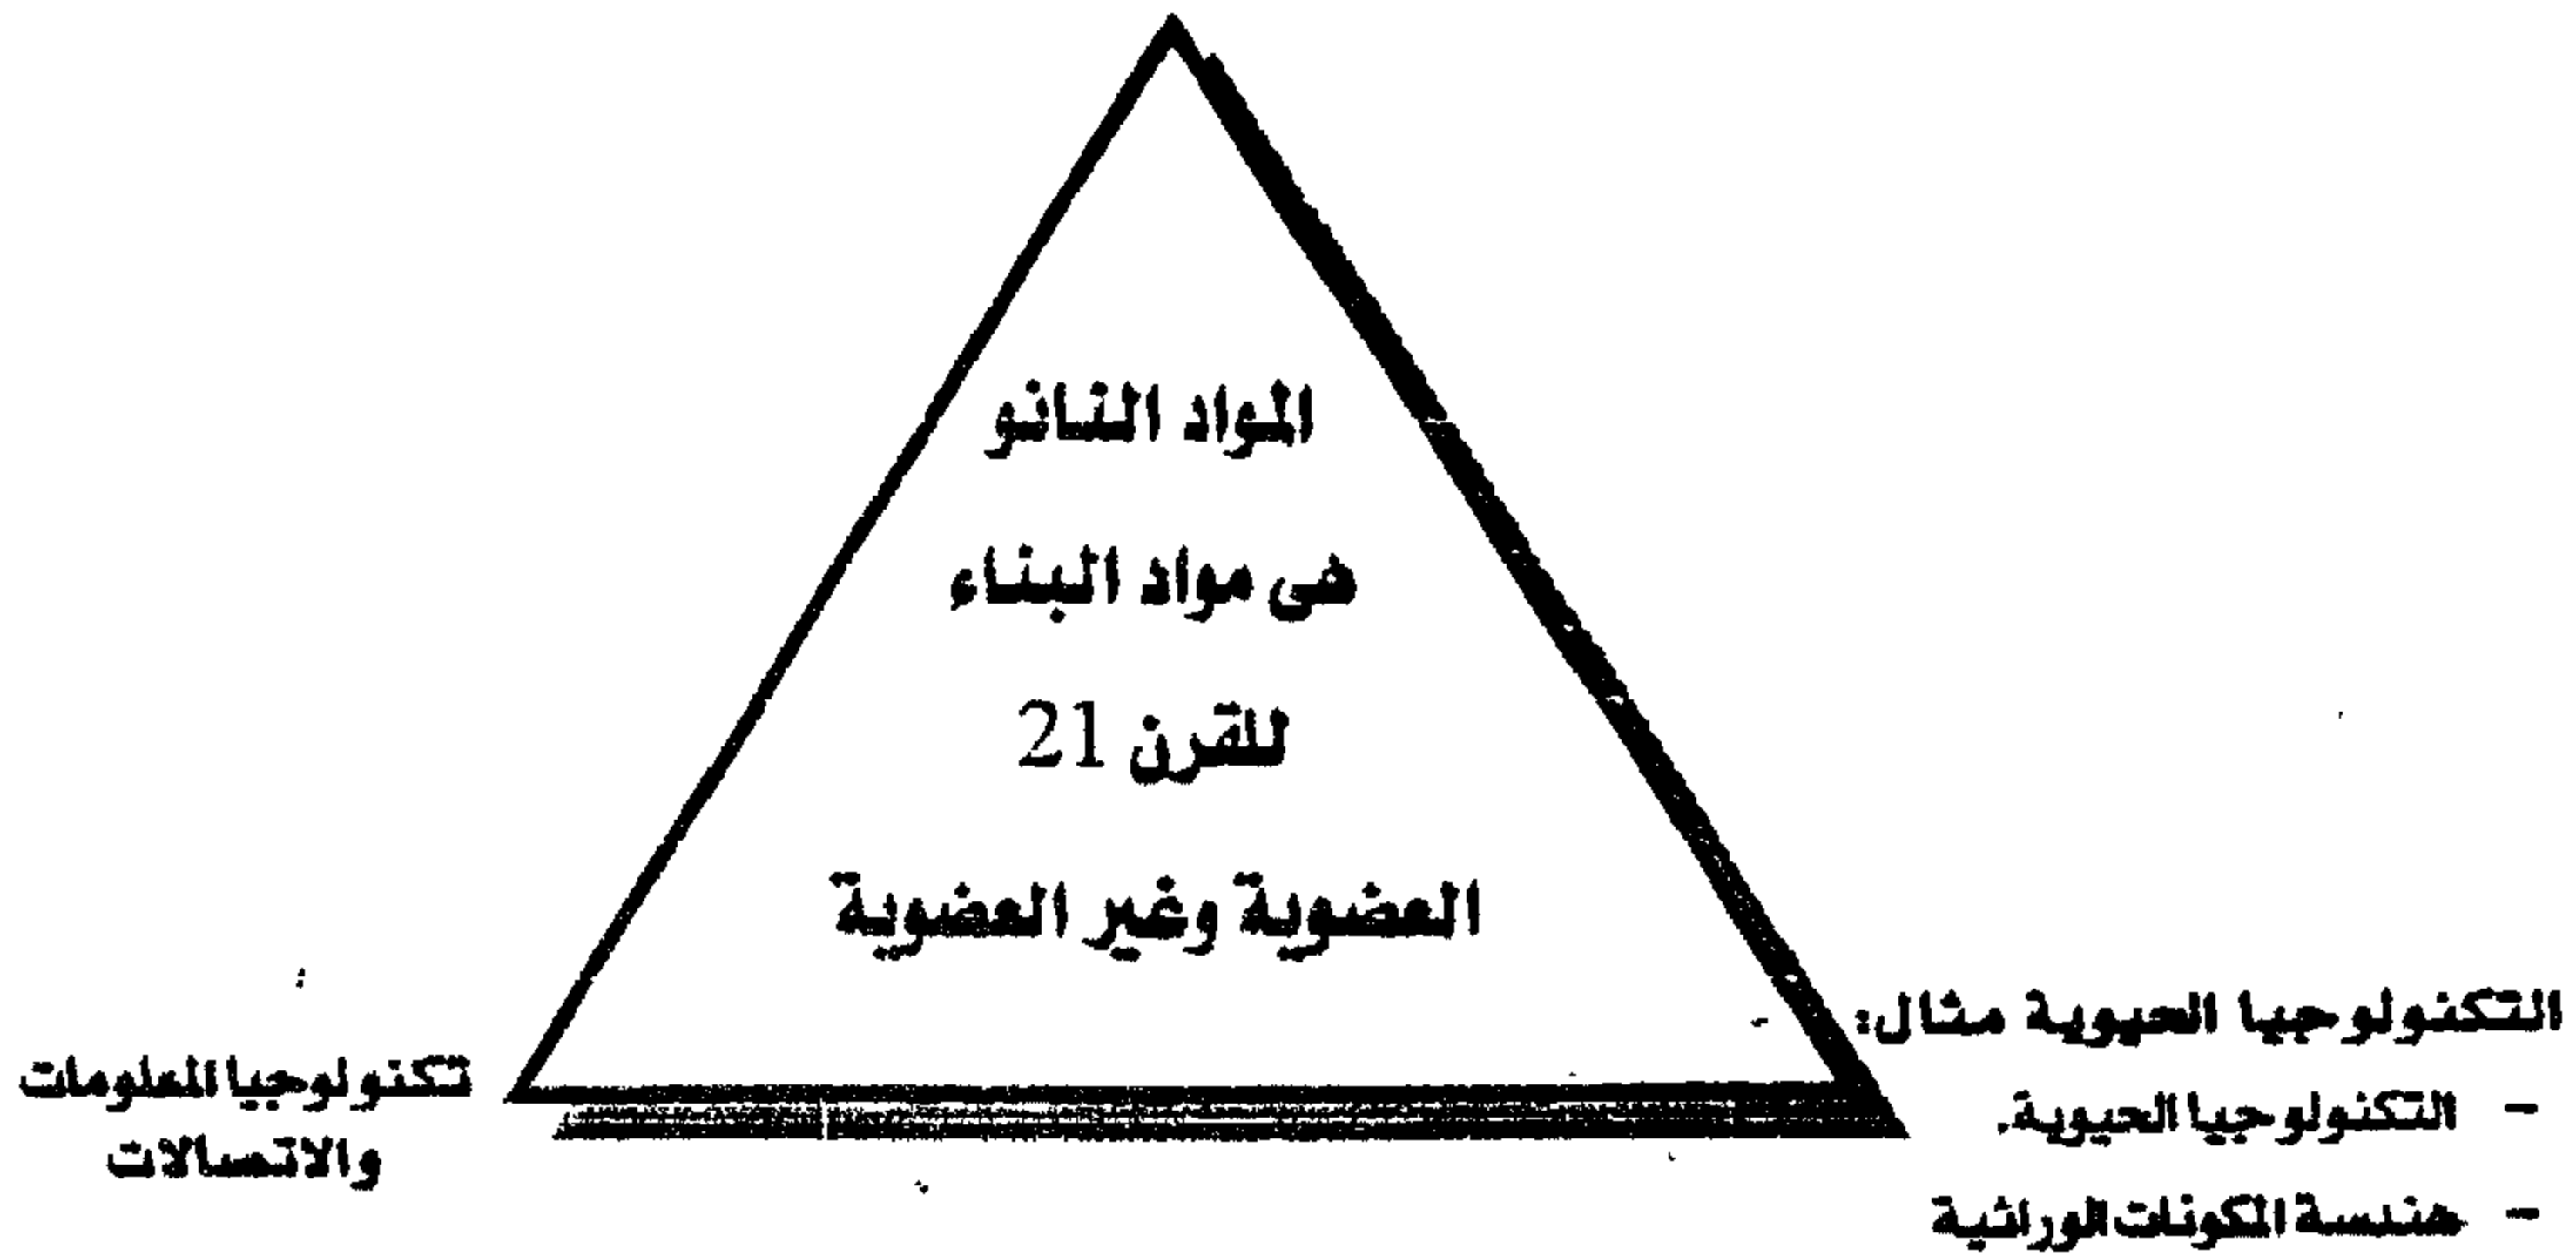 المواد النانو
هى مواد البناء
للقرن 21
العضوية وغير العضوية
التكنولوجيا الحيوية مثال:
- التكنولوجيا الحيوية.
- هندسة المكونات الوراثية
تكنولوجيا المعلومات
والاتصالات